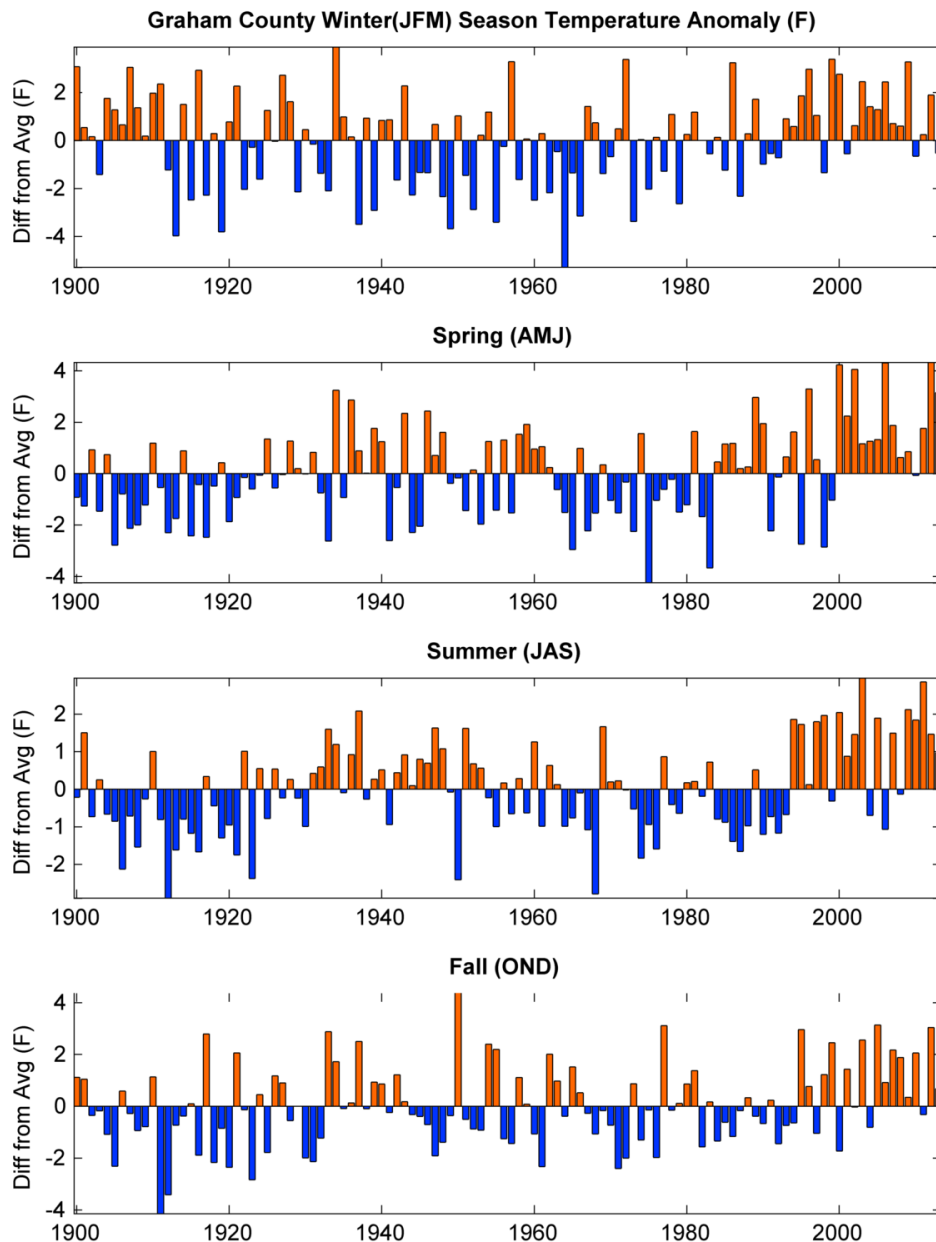 Graham County Winter(JFM) Season Temperature Anomaly (F)
Diff from Avg (F)
2
0
-2
-4
1900 1920 1940 1960 1980 2000
Spring (AMJ)
Diff from Avg (F)
4
2
0
-2
-4
1900 1920 1940 1960 1980 2000
Summer (JAS)
Diff from Avg (F)
2
1
0
-1
-2
1900 1920 1940 1960 1980 2000
Fall (OND)
Diff from Avg (F)
4
2
0
-2
-4
1900 1920 1940 1960 1980 2000